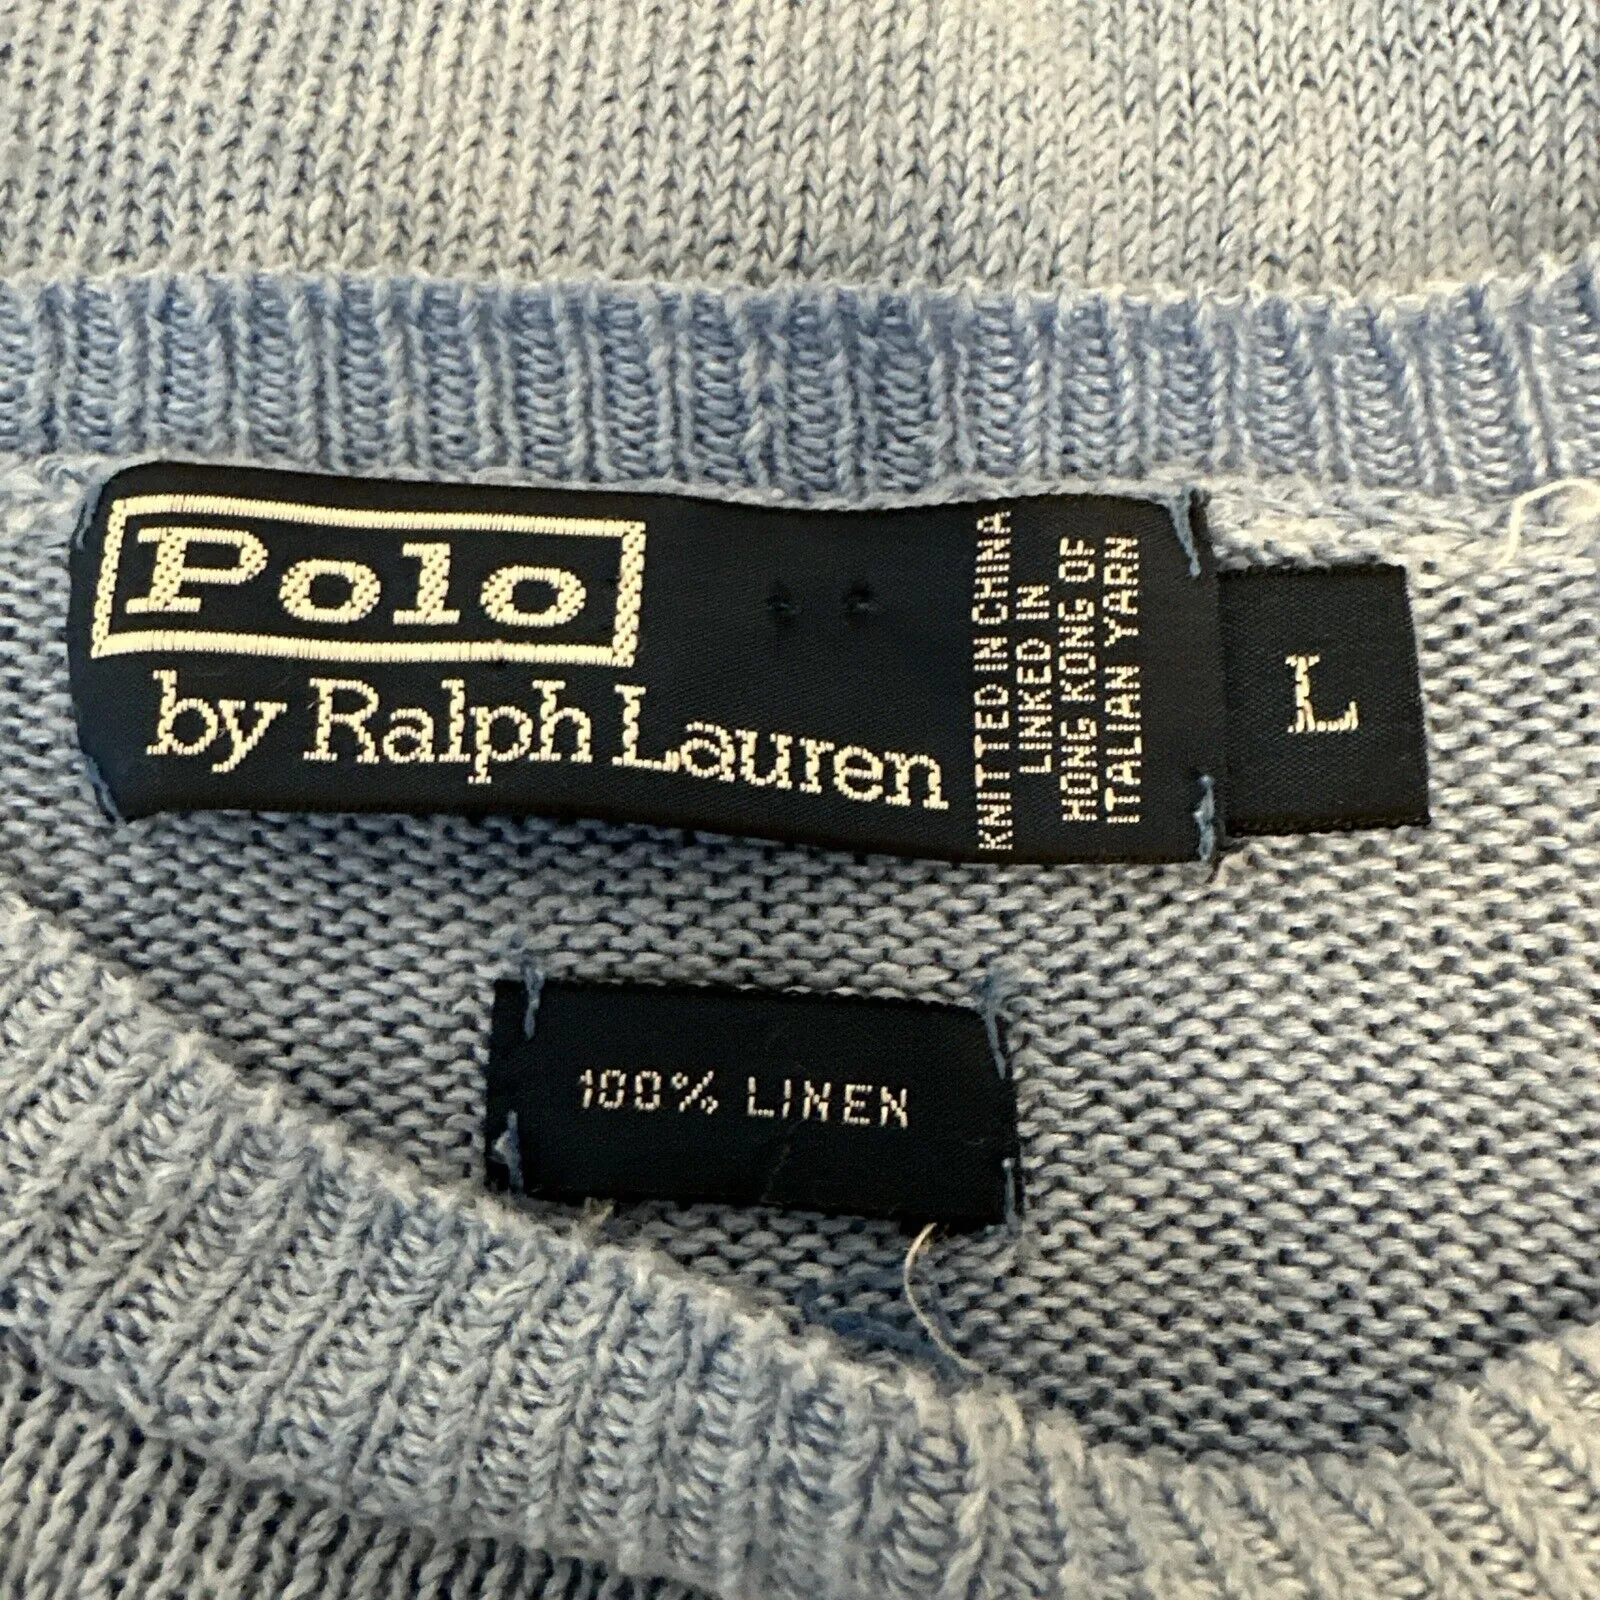 Polo
by Ralph Lauren
KNITTED IN CHINA
LINKED IN
HONG KONG OF
ITALIAN YARN
L
100% LINEN